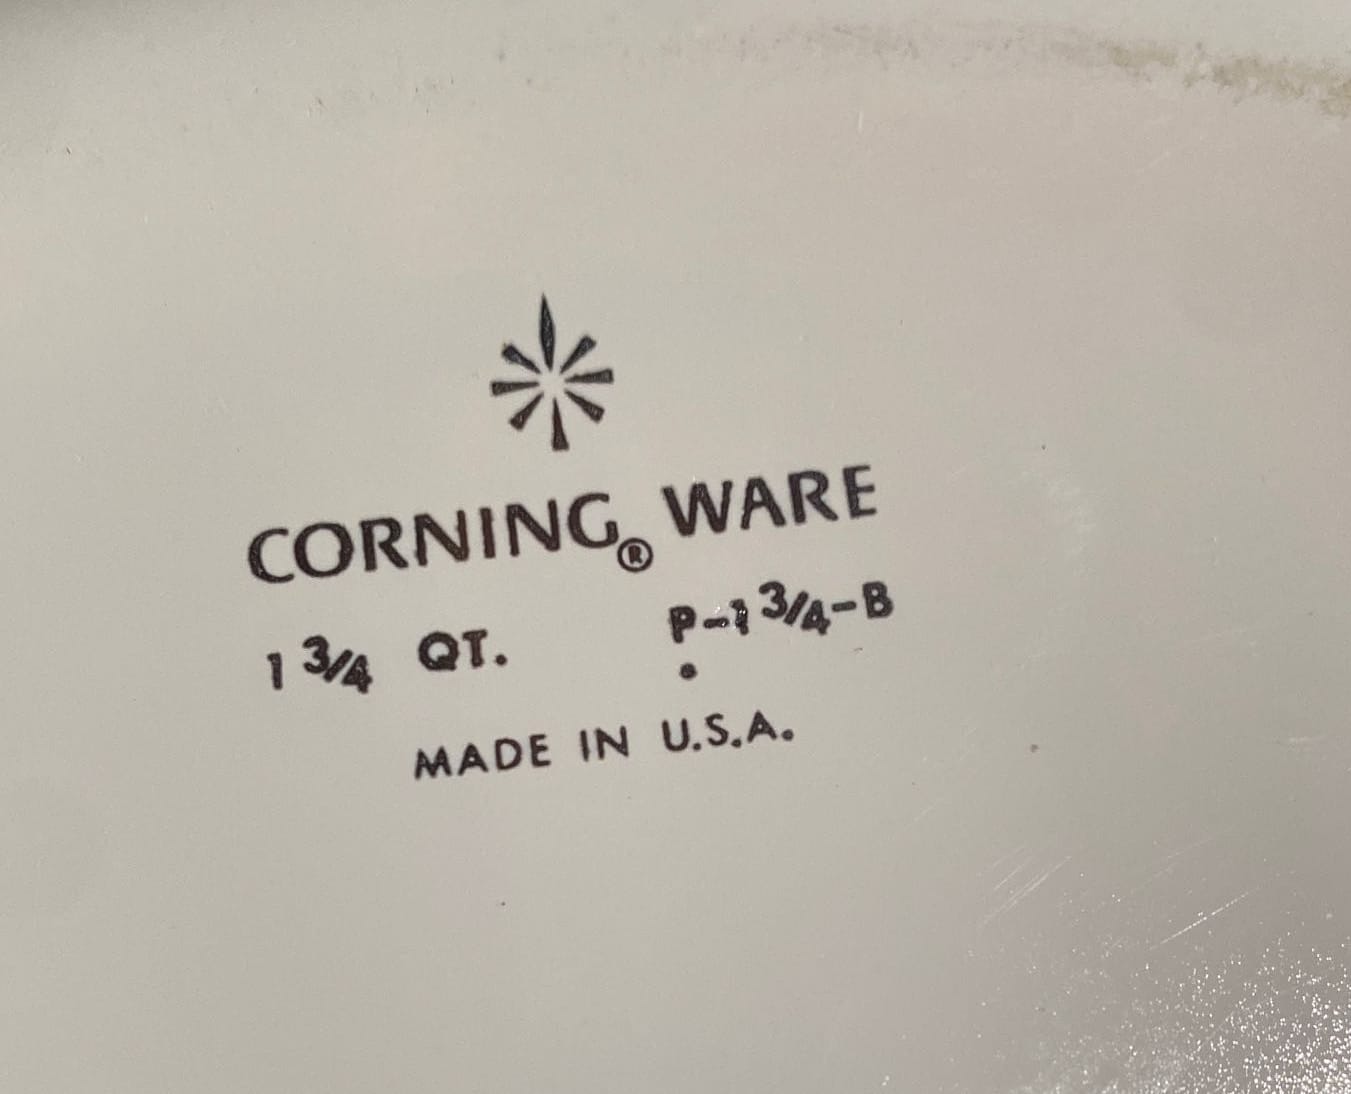 CORNING® WARE
1 3/4 QT. P-1 3/4-B
MADE IN U.S.A.